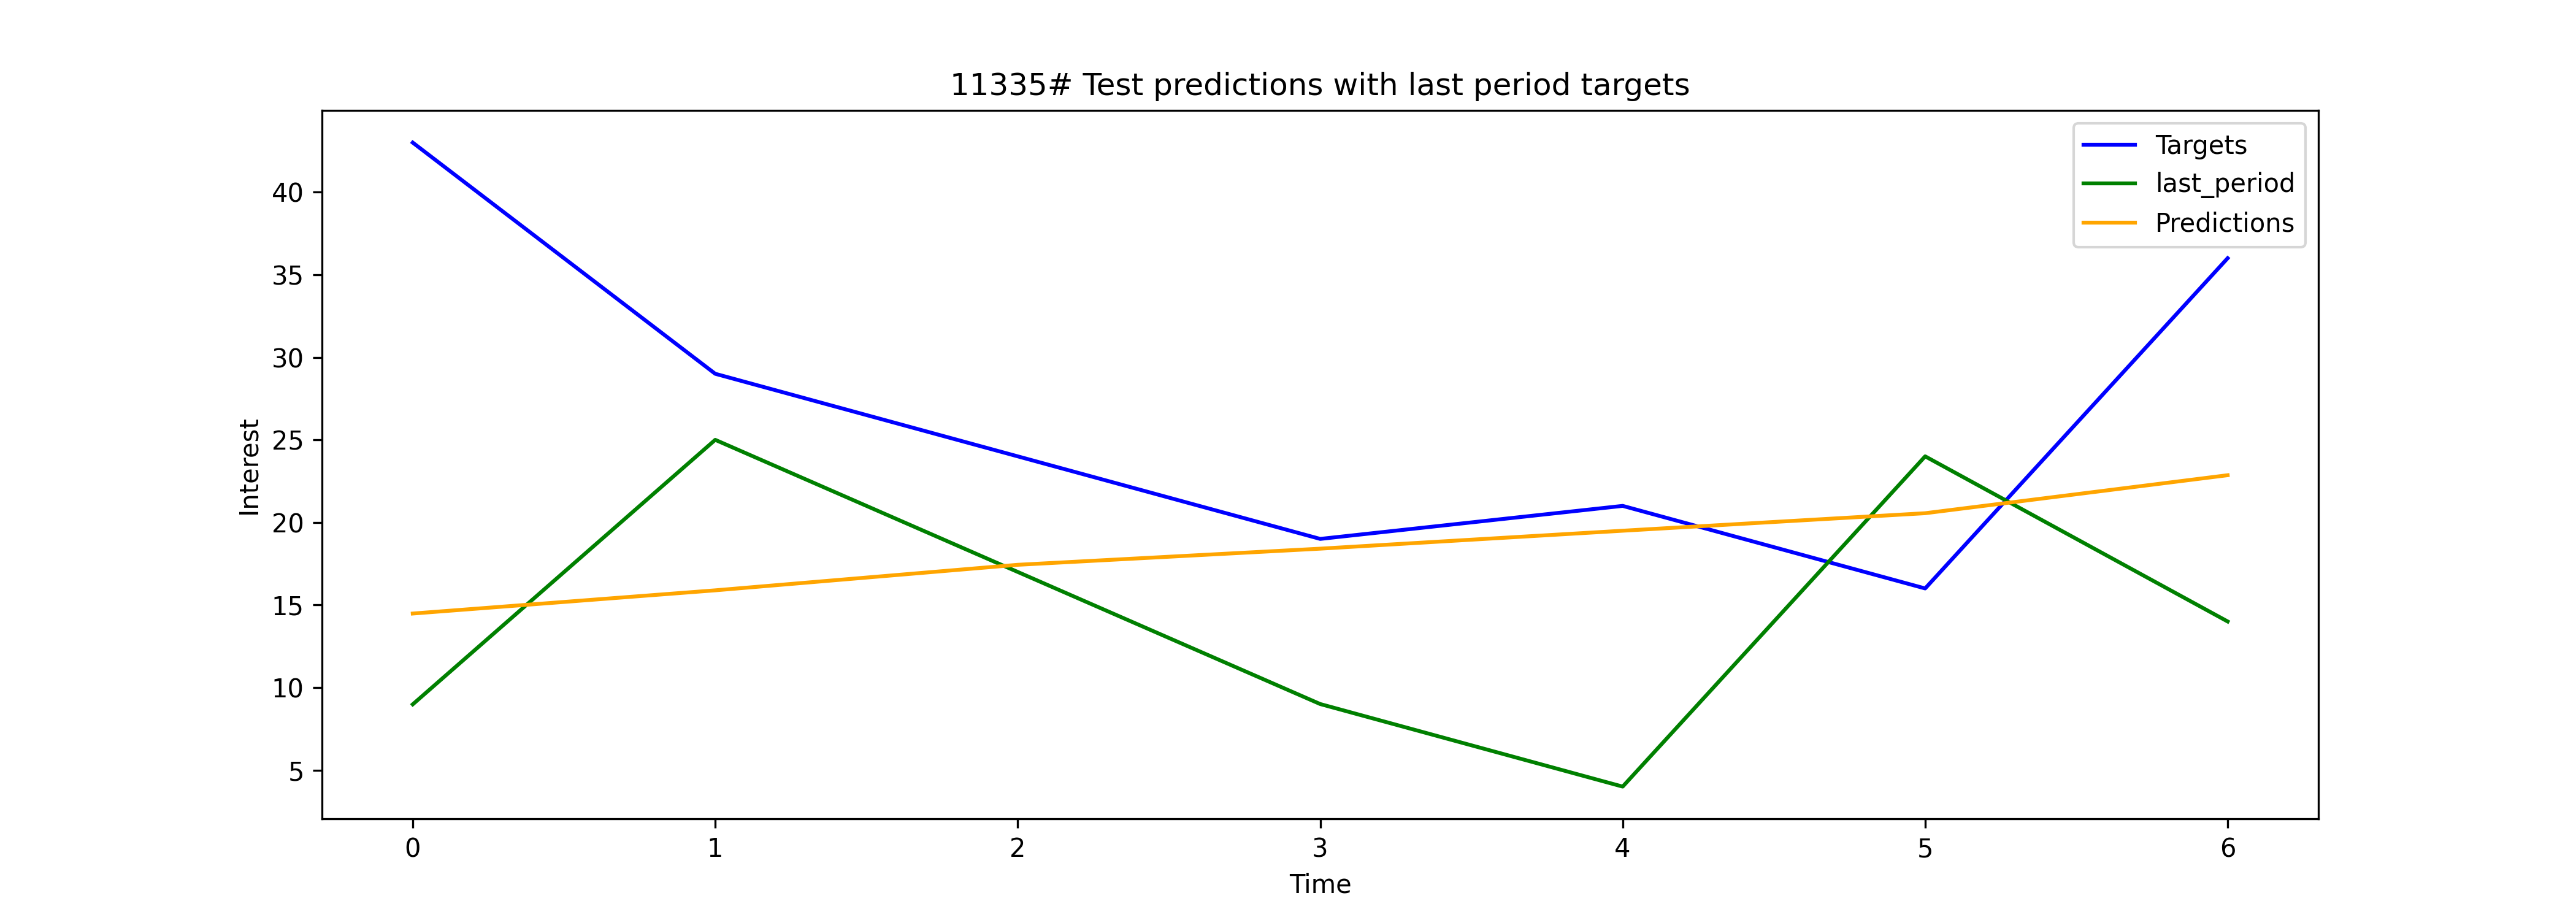 11335# Test predictions with last period targets
Targets
last_period
Predictions
Interest
40
35
30
25
20
15
10
5
0 1 2 3 4 5 6
Time